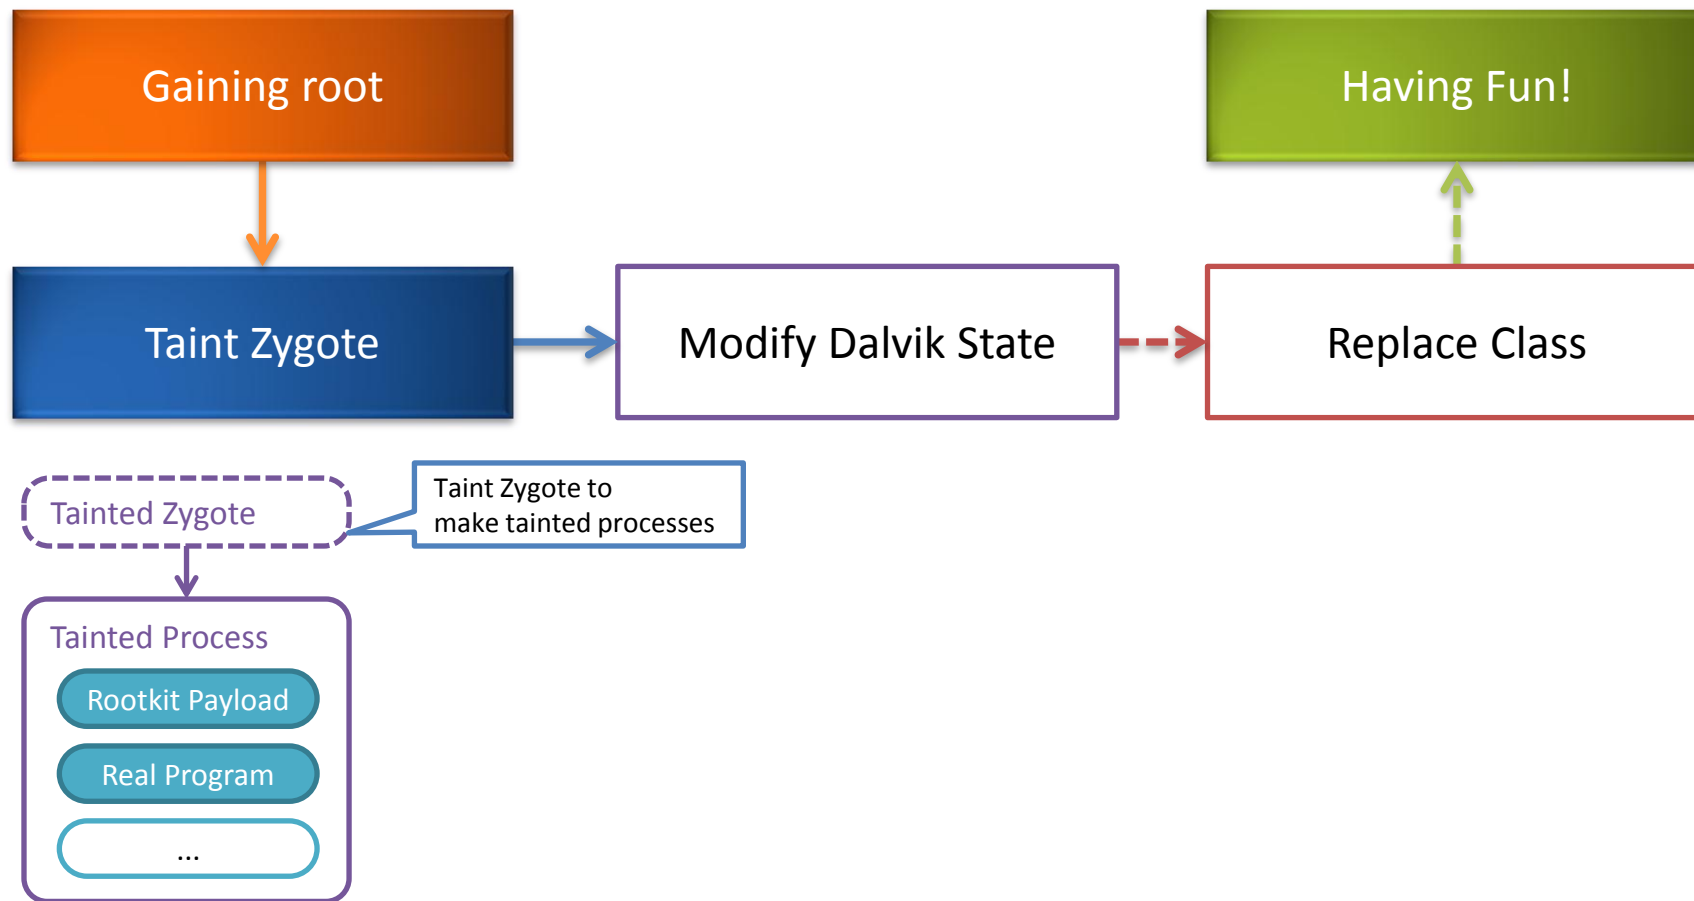 Gaining root
Having Fun!
Taint Zygote
Modify Dalvik State
Replace Class
Tainted Zygote
Taint Zygote to
make tainted processes
Tainted Process
Rootkit Payload
Real Program
...